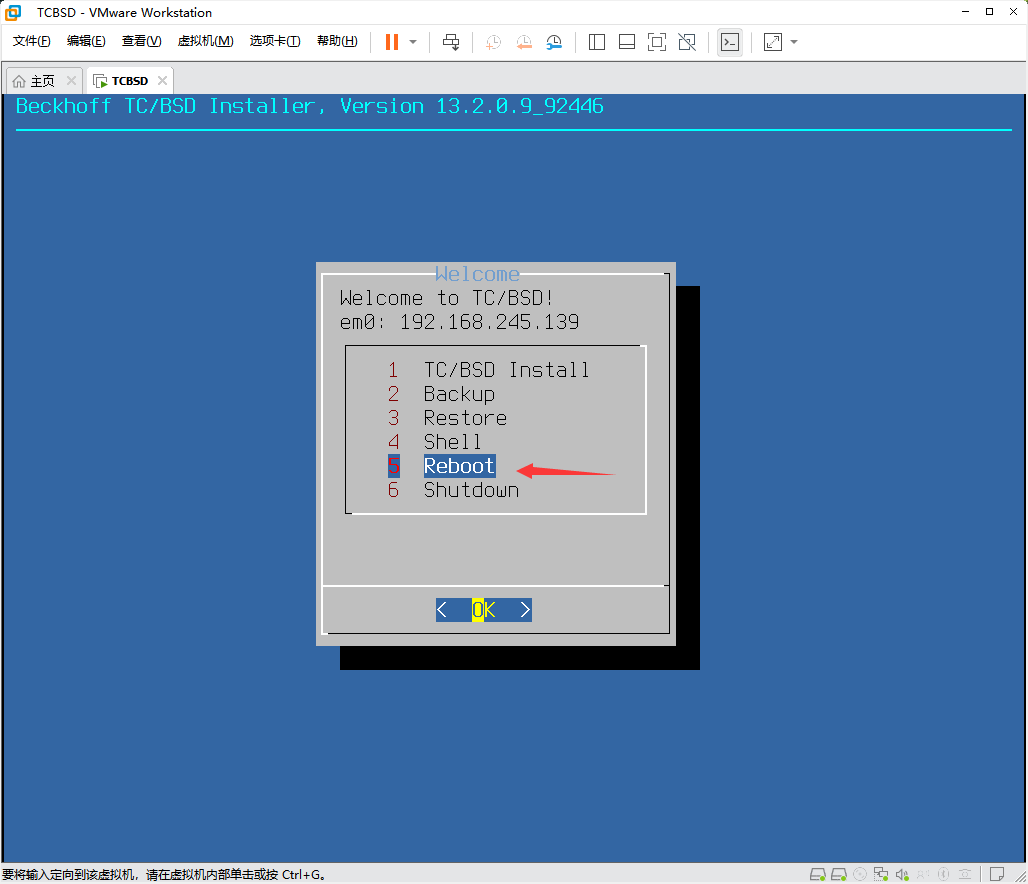 TCBSD - VMware Workstation
文件(F) 编辑(E) 查看(V) 虚拟机(M) 选项卡(T) 帮助(H)
主页 TCBSD
Beckhoff TC/BSD Installer, Version 13.2.0.9_92446
Welcome
Welcome to TC/BSD!
em0: 192.168.245.139
1 TC/BSD Install
2 Backup
3 Restore
4 Shell
5 Reboot
6 Shutdown
< OK >
要将输入定向到该虚拟机，请在虚拟机内部单击或按 Ctrl+G。